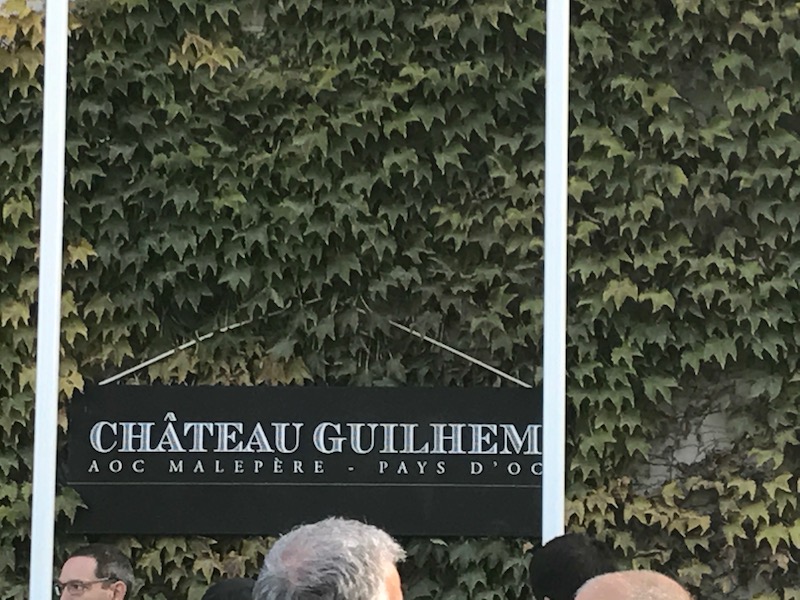 CHÂTEAU GUILHEM
AOC MALEPÈRE - PAYS D'OC